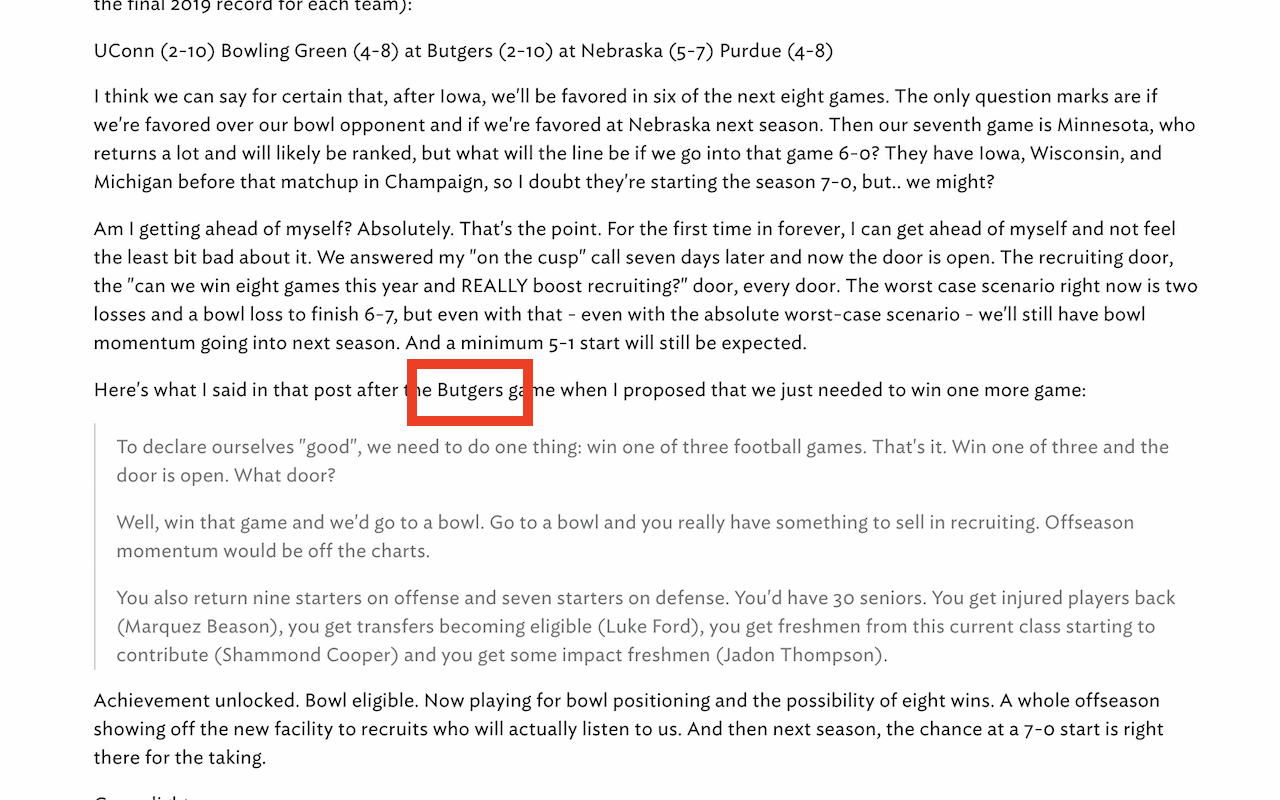 the final 2019 record for each team):
UConn (2-10) Bowling Green (4-8) at Butgers (2-10) at Nebraska (5-7) Purdue (4-8)
I think we can say for certain that, after Iowa, we'll be favored in six of the next eight games. The only question marks are if
we're favored over our bowl opponent and if we're favored at Nebraska next season. Then our seventh game is Minnesota, who
returns a lot and will likely be ranked, but what will the line be if we go into that game 6-0? They have Iowa, Wisconsin, and
Michigan before that matchup in Champaign, so I doubt they're starting the season 7-0, but.. we might?
Am I getting ahead of myself? Absolutely. That's the point. For the first time in forever, I can get ahead of myself and not feel
the least bit bad about it. We answered my "on the cusp" call seven days later and now the door is open. The recruiting door,
the "can we win eight games this year and REALLY boost recruiting?" door, every door. The worst case scenario right now is two
losses and a bowl loss to finish 6-7, but even with that - even with the absolute worst-case scenario - we'll still have bowl
momentum going into next season. And a minimum 5-1 start will still be expected.
Here's what I said in that post after the Butgers game when I proposed that we just needed to win one more game:
To declare ourselves "good", we need to do one thing: win one of three football games. That's it. Win one of three and the
door is open. What door?
Well, win that game and we'd go to a bowl. Go to a bowl and you really have something to sell in recruiting. Offseason
momentum would be off the charts.
You also return nine starters on offense and seven starters on defense. You'd have 30 seniors. You get injured players back
(Marquez Beason), you get transfers becoming eligible (Luke Ford), you get freshmen from this current class starting to
contribute (Shammond Cooper) and you get some impact freshmen (Jadon Thompson).
Achievement unlocked. Bowl eligible. Now playing for bowl positioning and the possibility of eight wins. A whole offseason
showing off the new facility to recruits who will actually listen to us. And then next season, the chance at a 7-0 start is right
there for the taking.